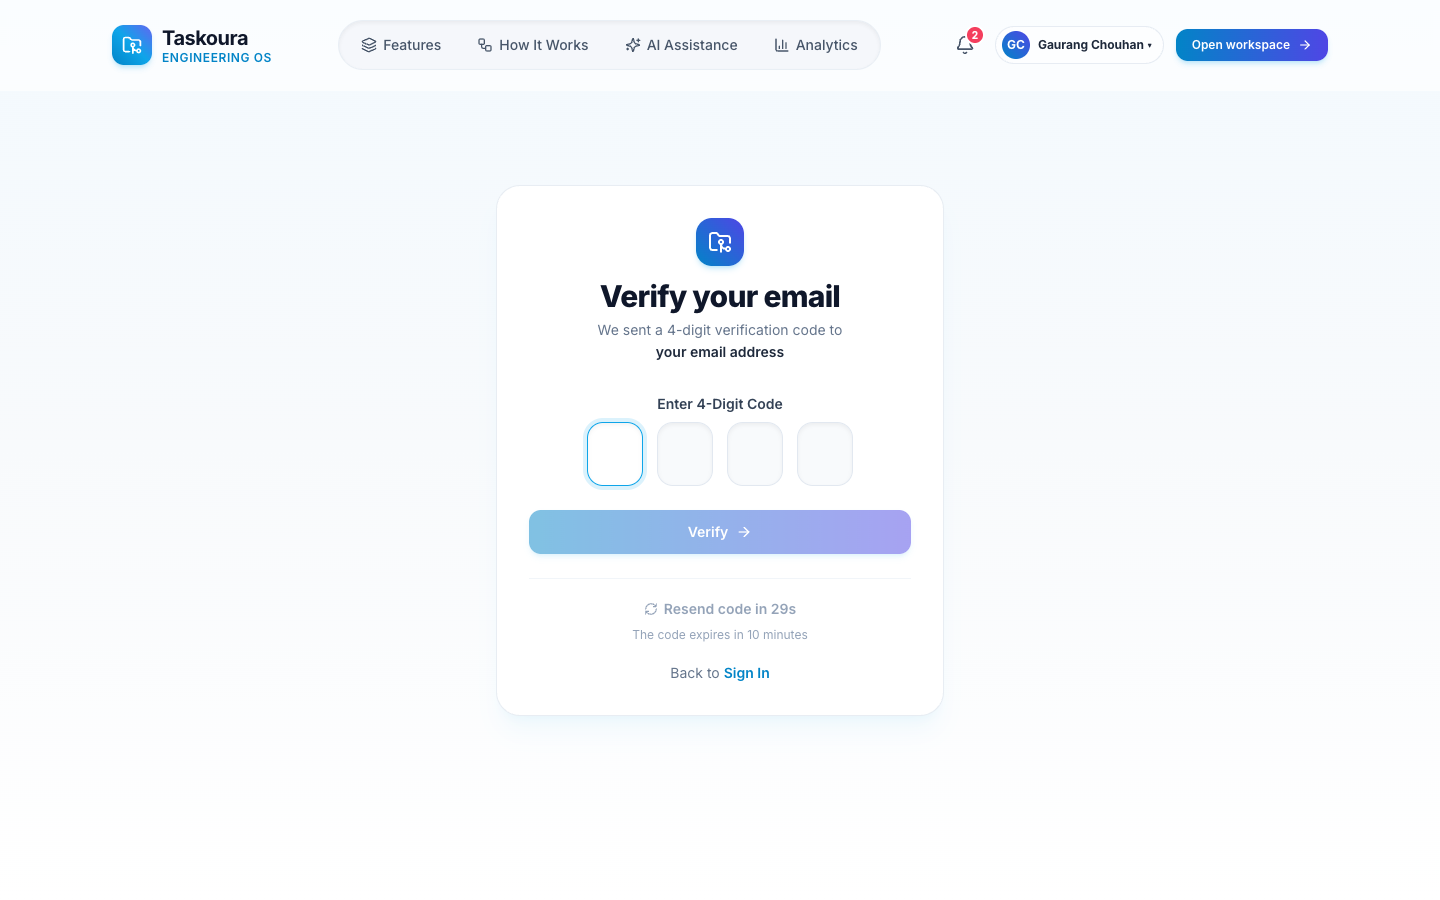 Taskoura
ENGINEERING OS
Features
How It Works
AI Assistance
Analytics
2
GC
Gaurang Chouhan
Open workspace
Verify your email
We sent a 4-digit verification code to
your email address
Enter 4-Digit Code
Verify
Resend code in 29s
The code expires in 10 minutes
Back to Sign In